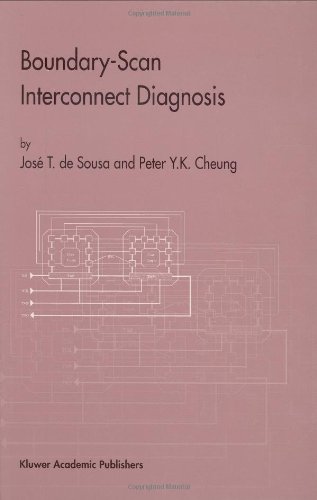 Boundary-Scan
Interconnect Diagnosis
by
José T. de Sousa and Peter Y.K. Cheung
Kluwer Academic Publishers